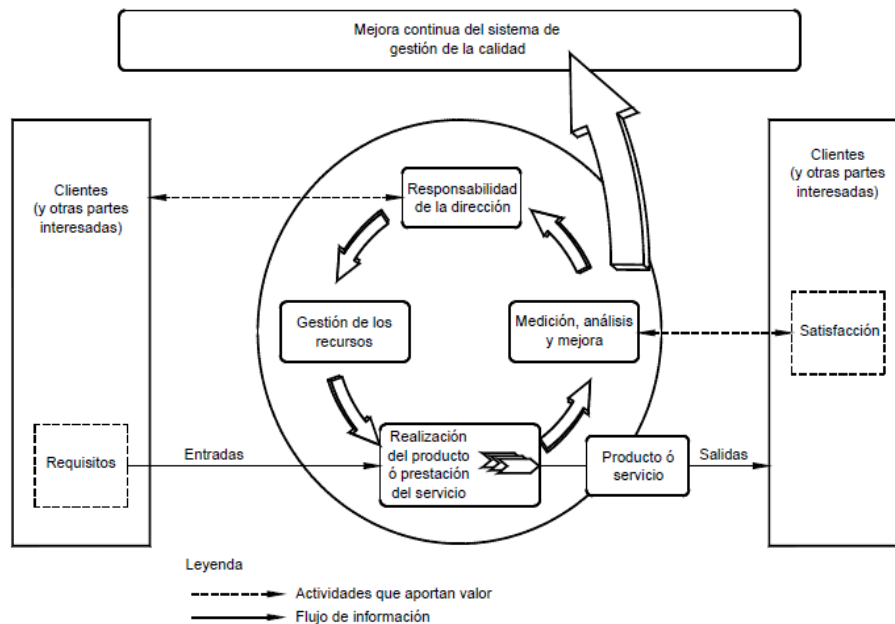 Mejora continua del sistema de
gestión de la calidad
Clientes
(y otras partes
interesadas)
Responsabilidad
de la dirección
Clientes
(y otras partes
interesadas)
Gestión de los
recursos
Medición, análisis
y mejora
Satisfacción
Requisitos
Entradas
Realización
del producto
ó prestación
del servicio
Producto ó
servicio
Salidas
Leyenda
Actividades que aportan valor
Flujo de información